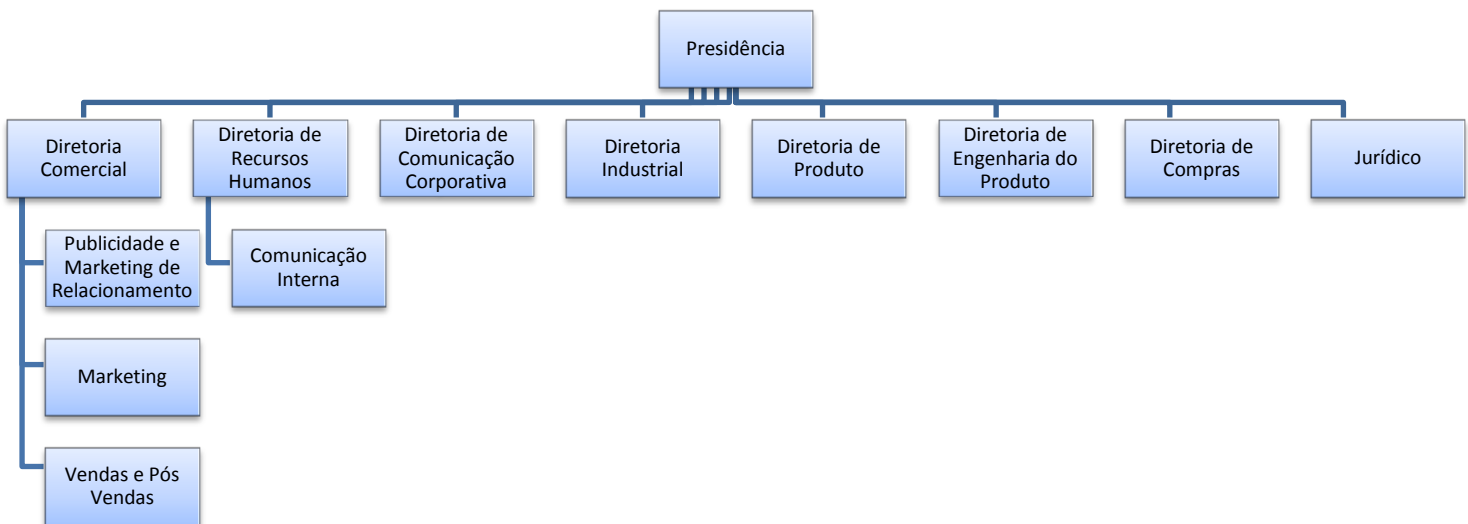 Presidência
Diretoria
Comercial
Diretoria de
Recursos
Humanos
Diretoria de
Comunicação
Corporativa
Diretoria
Industrial
Diretoria de
Produto
Diretoria de
Engenharia do
Produto
Diretoria de
Compras
Jurídico
Publicidade e
Marketing de
Relacionamento
Comunicação
Interna
Marketing
Vendas e Pós
Vendas